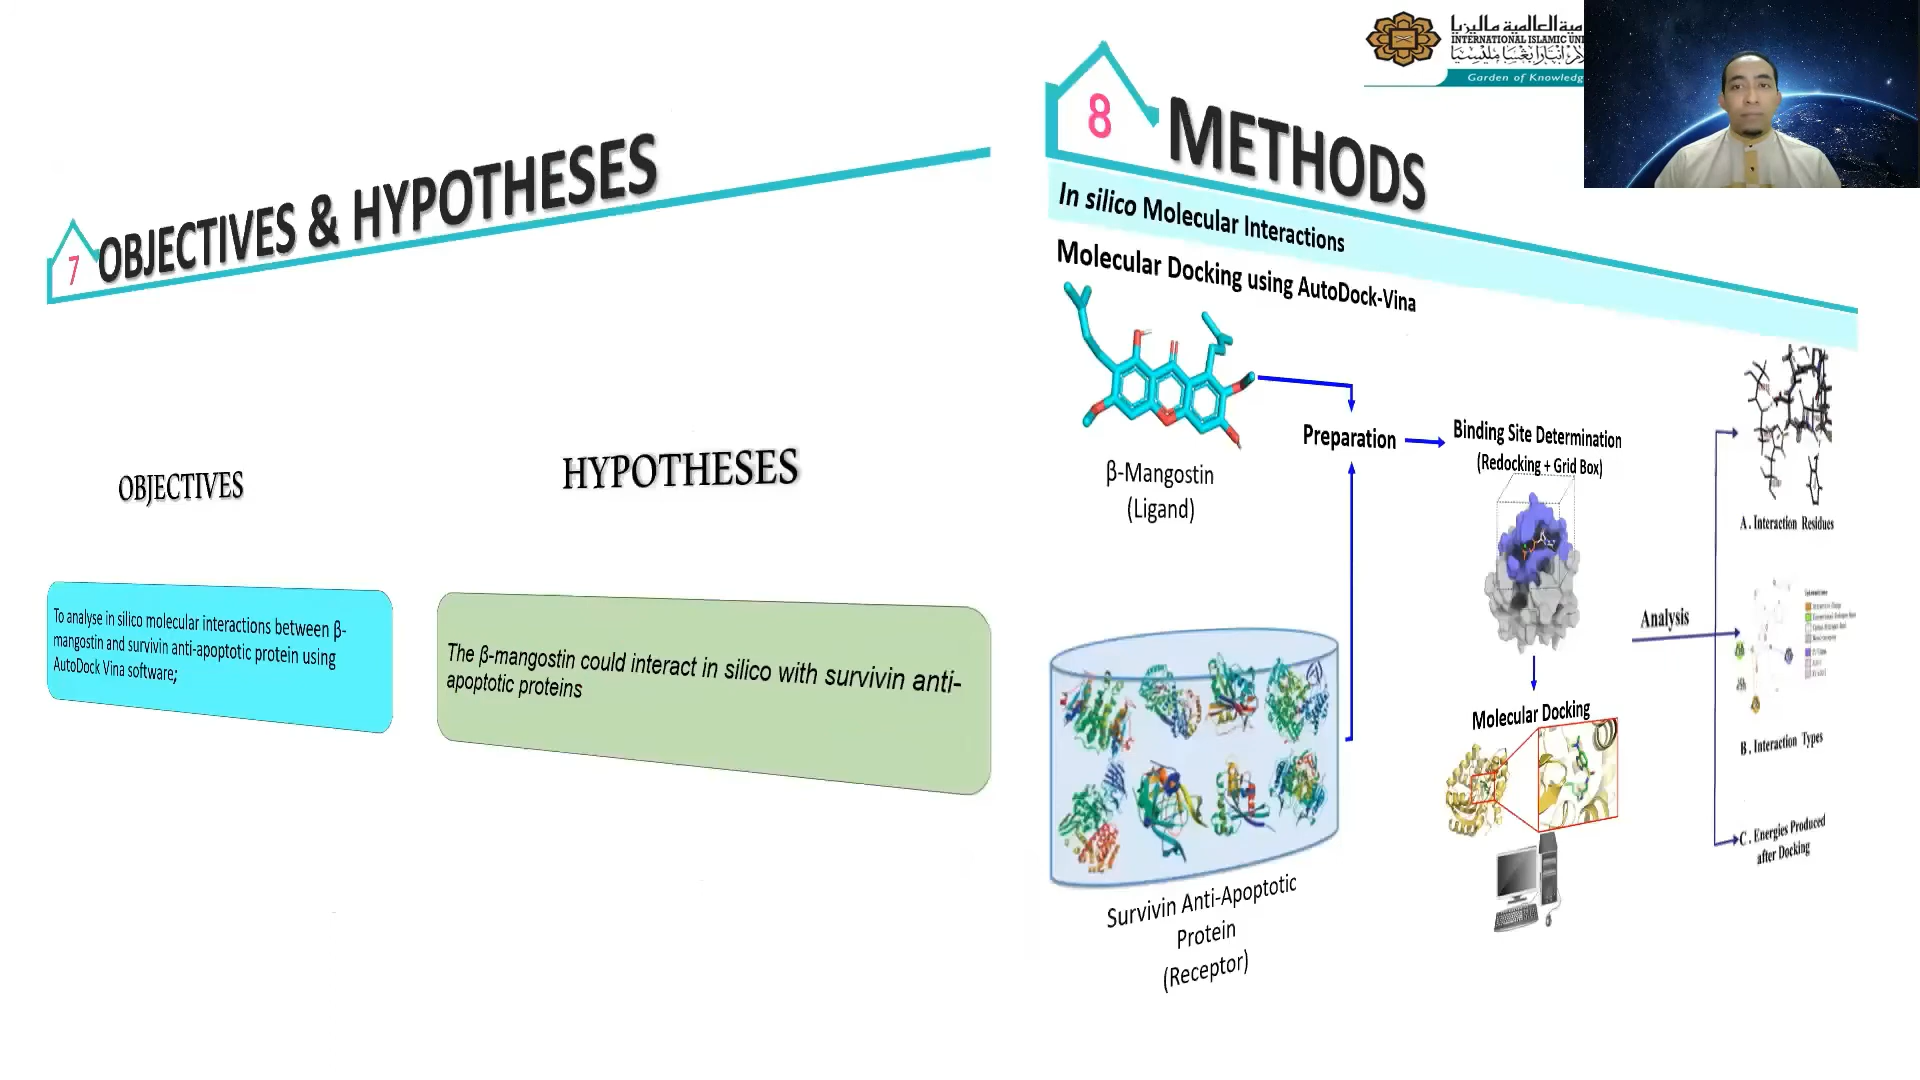 7
OBJECTIVES & HYPOTHESES
OBJECTIVES
HYPOTHESES
To analyse in silico molecular interactions between β-
mangostin and survivin anti-apoptotic protein using
AutoDock Vina software;
The β-mangostin could interact in silico with survivin anti-
apoptotic proteins
INTERNATIONAL ISLAMIC UNI
Garden of Knowledg
8
METHODS
In silico Molecular Interactions
Molecular Docking using AutoDock-Vina
β-Mangostin
(Ligand)
Preparation
Binding Site Determination
(Redocking + Grid Box)
Molecular Docking
Survivin Anti-Apoptotic
Protein
(Receptor)
Analysis
A. Interaction Residues
B. Interaction Types
C. Energies Produced
after Docking